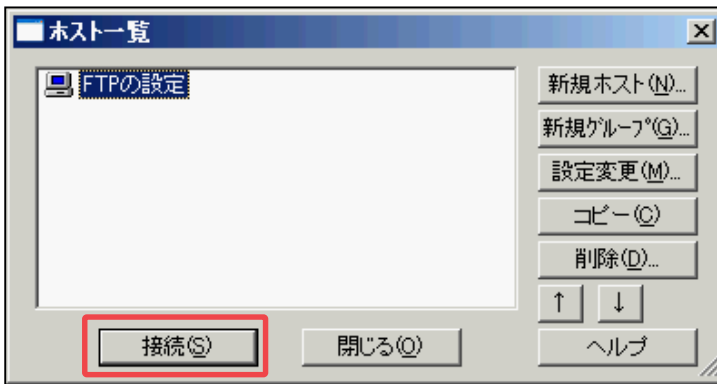 ホスト一覧
FTPの設定
新規ホスト(N)...
新規ｸﾞﾙｰﾌﾟ(G)...
設定変更(M)...
コピー(C)
削除(D)...
↑ ↓
接続(S) 閉じる(O) ヘルプ